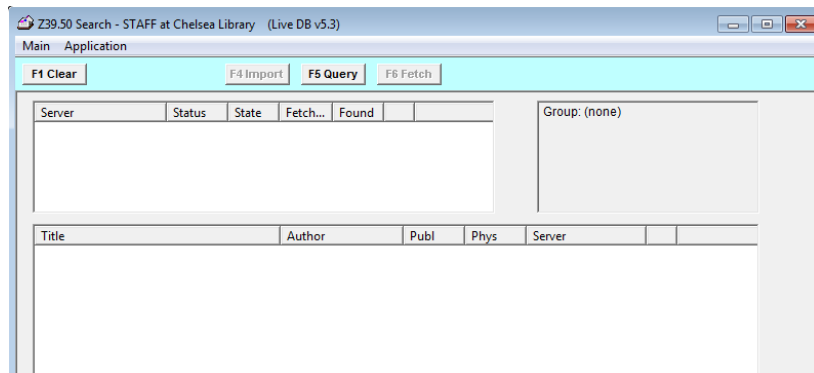 Z39.50 Search - STAFF at Chelsea Library (Live DB v5.3)
Main Application
F1 Clear F4 Import F5 Query F6 Fetch
Server Status State Fetch... Found
Group: (none)
Title Author Publ Phys Server